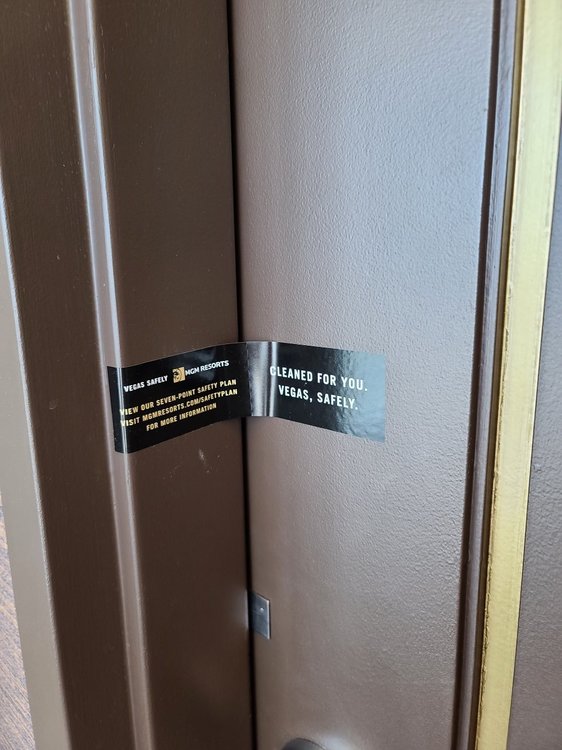 VEGAS SAFELY MGM RESORTS
VIEW OUR SEVEN-POINT SAFETY PLAN
VISIT MGMRESORTS.COM/SAFETYPLAN
FOR MORE INFORMATION
CLEANED FOR YOU.
VEGAS, SAFELY.